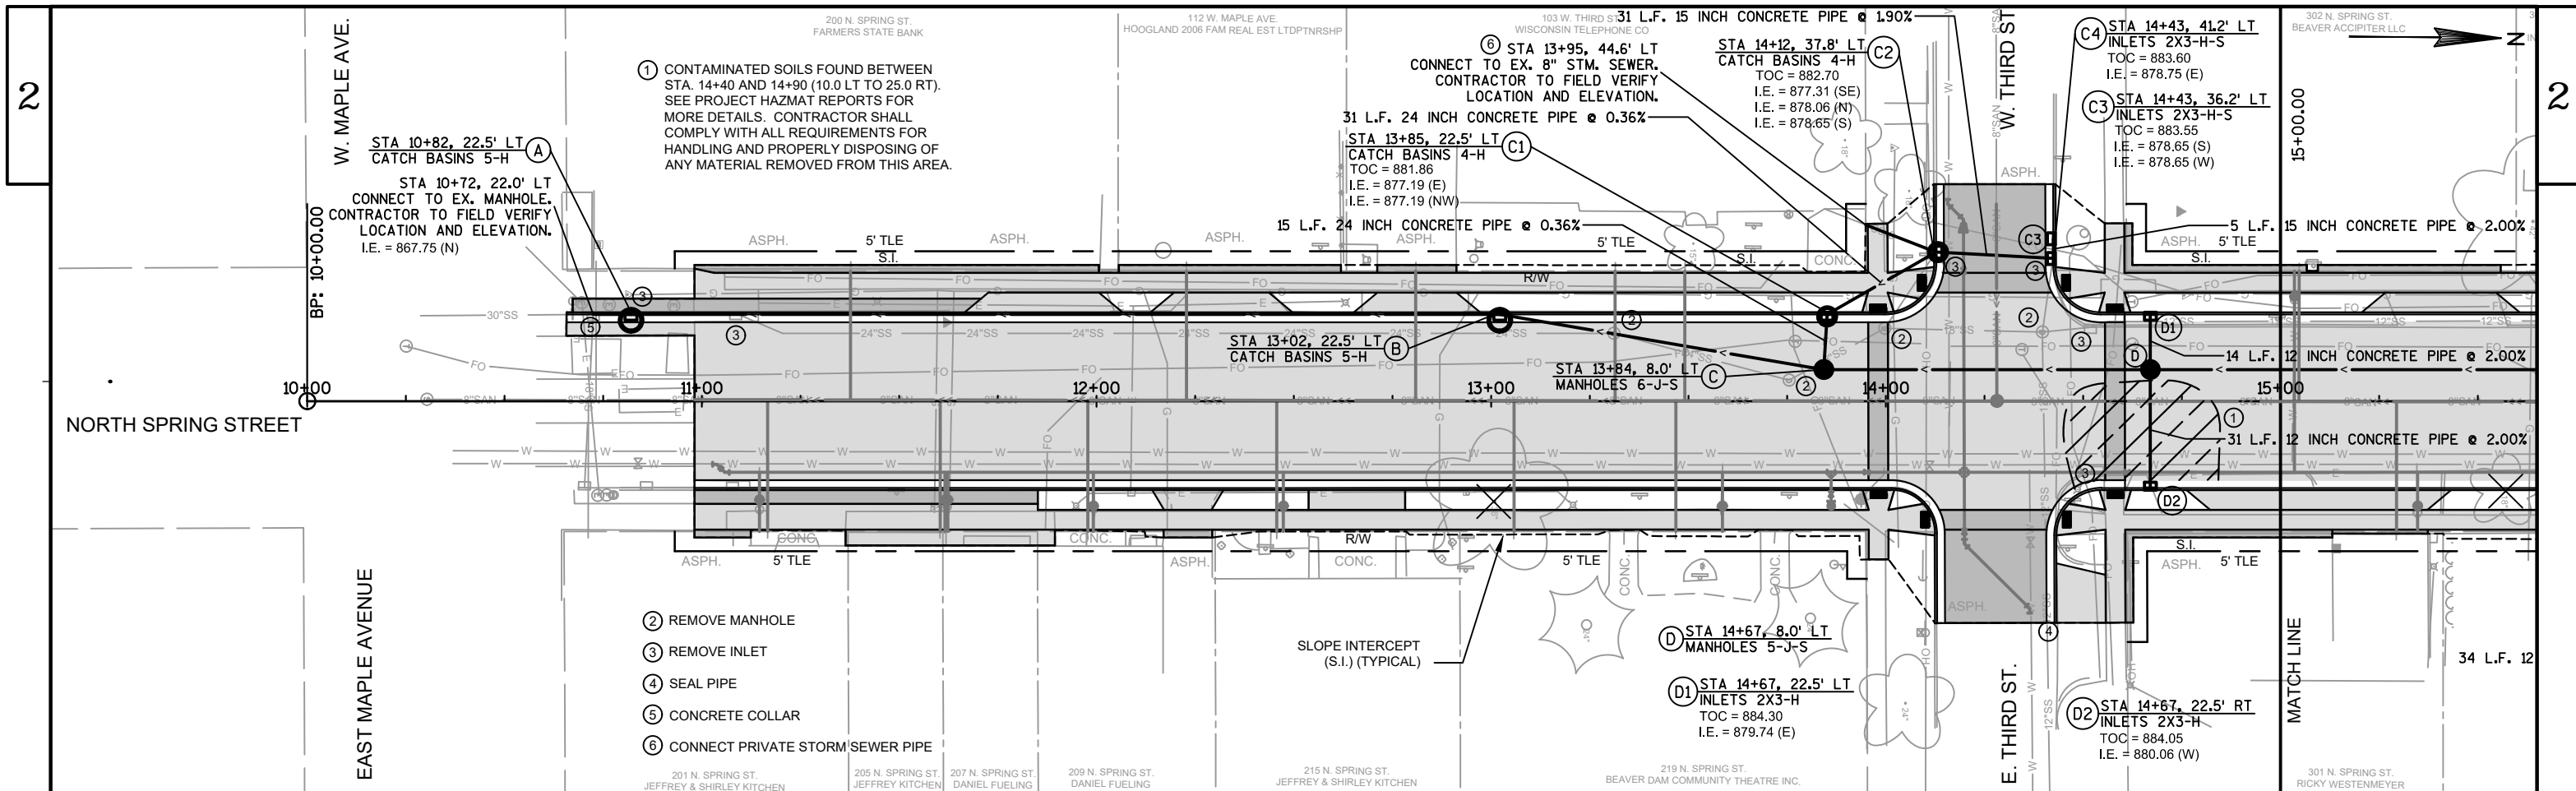 2
2
W. MAPLE AVE.
200 N. SPRING ST.
FARMERS STATE BANK
112 W. MAPLE AVE.
HOOGLAND 2006 FAM REAL EST LTDPTNRSHP
103 W. THIRD ST.
WISCONSIN TELEPHONE CO
302 N. SPRING ST.
BEAVER ACCIPITER LLC
N
1 CONTAMINATED SOILS FOUND BETWEEN
STA. 14+40 AND 14+90 (10.0 LT TO 25.0 RT).
SEE PROJECT HAZMAT REPORTS FOR
MORE DETAILS. CONTRACTOR SHALL
COMPLY WITH ALL REQUIREMENTS FOR
HANDLING AND PROPERLY DISPOSING OF
ANY MATERIAL REMOVED FROM THIS AREA.
STA 10+82, 22.5' LT
CATCH BASINS 5-H
A
STA 10+72, 22.0' LT
CONNECT TO EX. MANHOLE.
CONTRACTOR TO FIELD VERIFY
LOCATION AND ELEVATION.
I.E. = 867.75 (N)
BP: 10+00.00
31 L.F. 15 INCH CONCRETE PIPE @ 1.90%
6 STA 13+95, 44.6' LT
CONNECT TO EX. 8" STM. SEWER.
CONTRACTOR TO FIELD VERIFY
LOCATION AND ELEVATION.
31 L.F. 24 INCH CONCRETE PIPE @ 0.36%
STA 13+85, 22.5' LT
CATCH BASINS 4-H
C1
TOC = 881.86
I.E. = 877.19 (E)
I.E. = 877.19 (NW)
15 L.F. 24 INCH CONCRETE PIPE @ 0.36%
STA 14+12, 37.8' LT
CATCH BASINS 4-H
C2
TOC = 882.70
I.E. = 877.31 (SE)
I.E. = 878.06 (N)
I.E. = 878.65 (S)
W. THIRD ST
C4
STA 14+43, 41.2' LT
INLETS 2X3-H-S
TOC = 883.60
I.E. = 878.75 (E)
C3
STA 14+43, 36.2' LT
INLETS 2X3-H-S
TOC = 883.55
I.E. = 878.65 (S)
I.E. = 878.65 (W)
15+00.00
5 L.F. 15 INCH CONCRETE PIPE @ 2.00%
ASPH.
5' TLE
S.I.
ASPH.
ASPH.
ASPH.
5' TLE
S.I.
CONC.
R/W
ASPH.
C3
ASPH.
5' TLE
S.I.
30"SS
24"SS
STA 13+02, 22.5' LT
CATCH BASINS 5-H
B
STA 13+84, 8.0' LT
MANHOLES 6-J-S
C
D1
D
14 L.F. 12 INCH CONCRETE PIPE @ 2.00%
10+00
11+00
12+00
13+00
14+00
15+00
NORTH SPRING STREET
1
31 L.F. 12 INCH CONCRETE PIPE @ 2.00%
D2
ASPH.
CONC.
5' TLE
CONC.
ASPH.
R/W
CONC.
5' TLE
CONC.
CONC.
ASPH.
S.I.
ASPH.
5' TLE
4
EAST MAPLE AVENUE
2 REMOVE MANHOLE
3 REMOVE INLET
4 SEAL PIPE
5 CONCRETE COLLAR
6 CONNECT PRIVATE STORM SEWER PIPE
SLOPE INTERCEPT
(S.I.) (TYPICAL)
D
STA 14+67, 8.0' LT
MANHOLES 5-J-S
D1
STA 14+67, 22.5' LT
INLETS 2X3-H
TOC = 884.30
I.E. = 879.74 (E)
E. THIRD ST.
D2
STA 14+67, 22.5' RT
INLETS 2X3-H
TOC = 884.05
I.E. = 880.06 (W)
MATCH LINE
34 L.F. 12
201 N. SPRING ST.
JEFFREY & SHIRLEY KITCHEN
205 N. SPRING ST.
JEFFREY KITCHEN
207 N. SPRING ST.
DANIEL FUELING
209 N. SPRING ST.
DANIEL FUELING
215 N. SPRING ST.
JEFFREY & SHIRLEY KITCHEN
219 N. SPRING ST.
BEAVER DAM COMMUNITY THEATRE INC.
301 N. SPRING ST.
RICKY WESTENMEYER